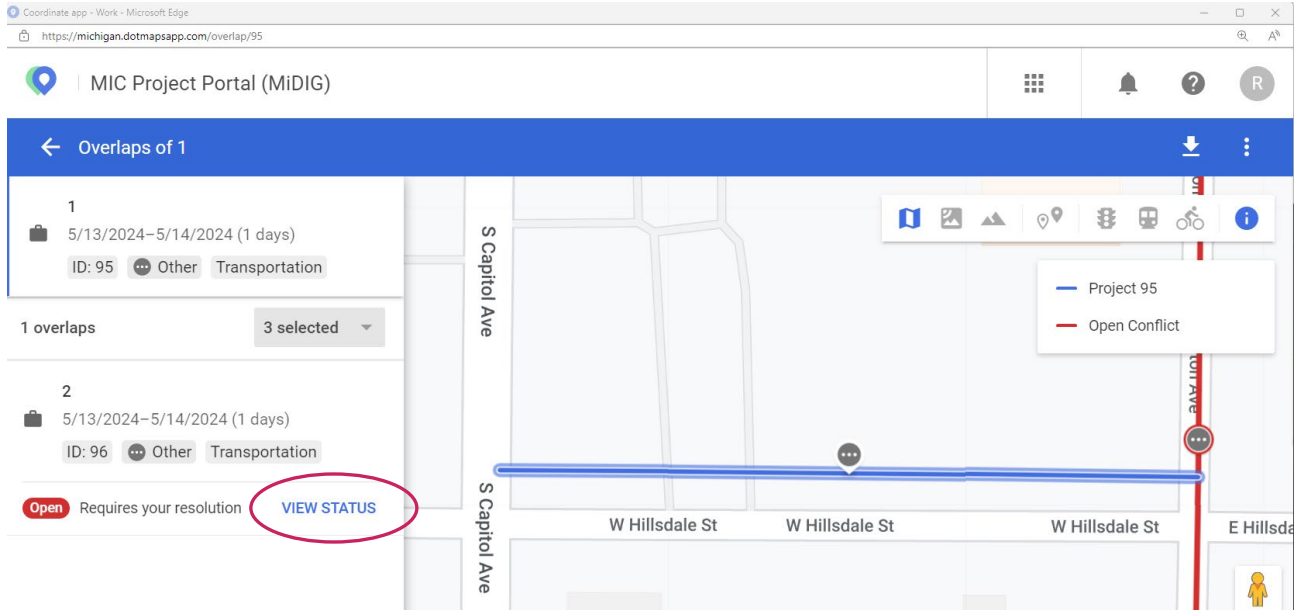 Coordinate app - Work - Microsoft Edge
https://michigan.dotmapsapp.com/overlap/95
MIC Project Portal (MiDIG)
R
Overlaps of 1
1
5/13/2024–5/14/2024 (1 days)
ID: 95 Other Transportation
1 overlaps 3 selected
2
5/13/2024–5/14/2024 (1 days)
ID: 96 Other Transportation
Open Requires your resolution VIEW STATUS
S Capitol Ave
Project 95
Open Conflict
S Capitol Ave
W Hillsdale St W Hillsdale St W Hillsdale St E Hillsda